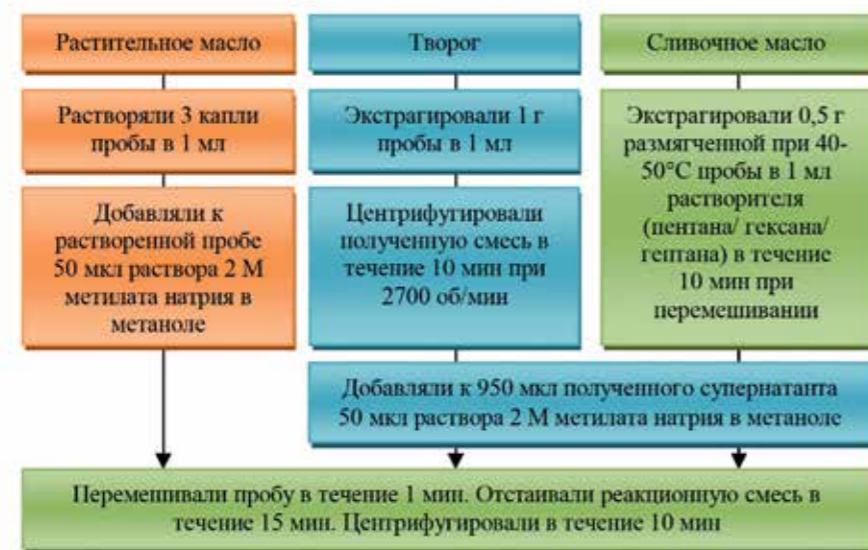 Растительное масло
Растворяли 3 капли
пробы в 1 мл
Добавляли к
растворенной пробе
50 мкл раствора 2 М
метилата натрия в
метаноле
Творог
Экстрагировали 1 г
пробы в 1 мл
Центрифугировали
полученную смесь в
течение 10 мин при
2700 об/мин
Сливочное масло
Экстрагировали 0,5 г
размягченной при 40-
50°С пробы в 1 мл
растворителя
(пентана/ гексана/
гептана) в течение
10 мин при
перемешивании
Добавляли к 950 мкл полученного супернатанта
50 мкл раствора 2 М метилата натрия в метаноле
Перемешивали пробу в течение 1 мин. Отстаивали реакционную смесь в
течение 15 мин. Центрифугировали в течение 10 мин